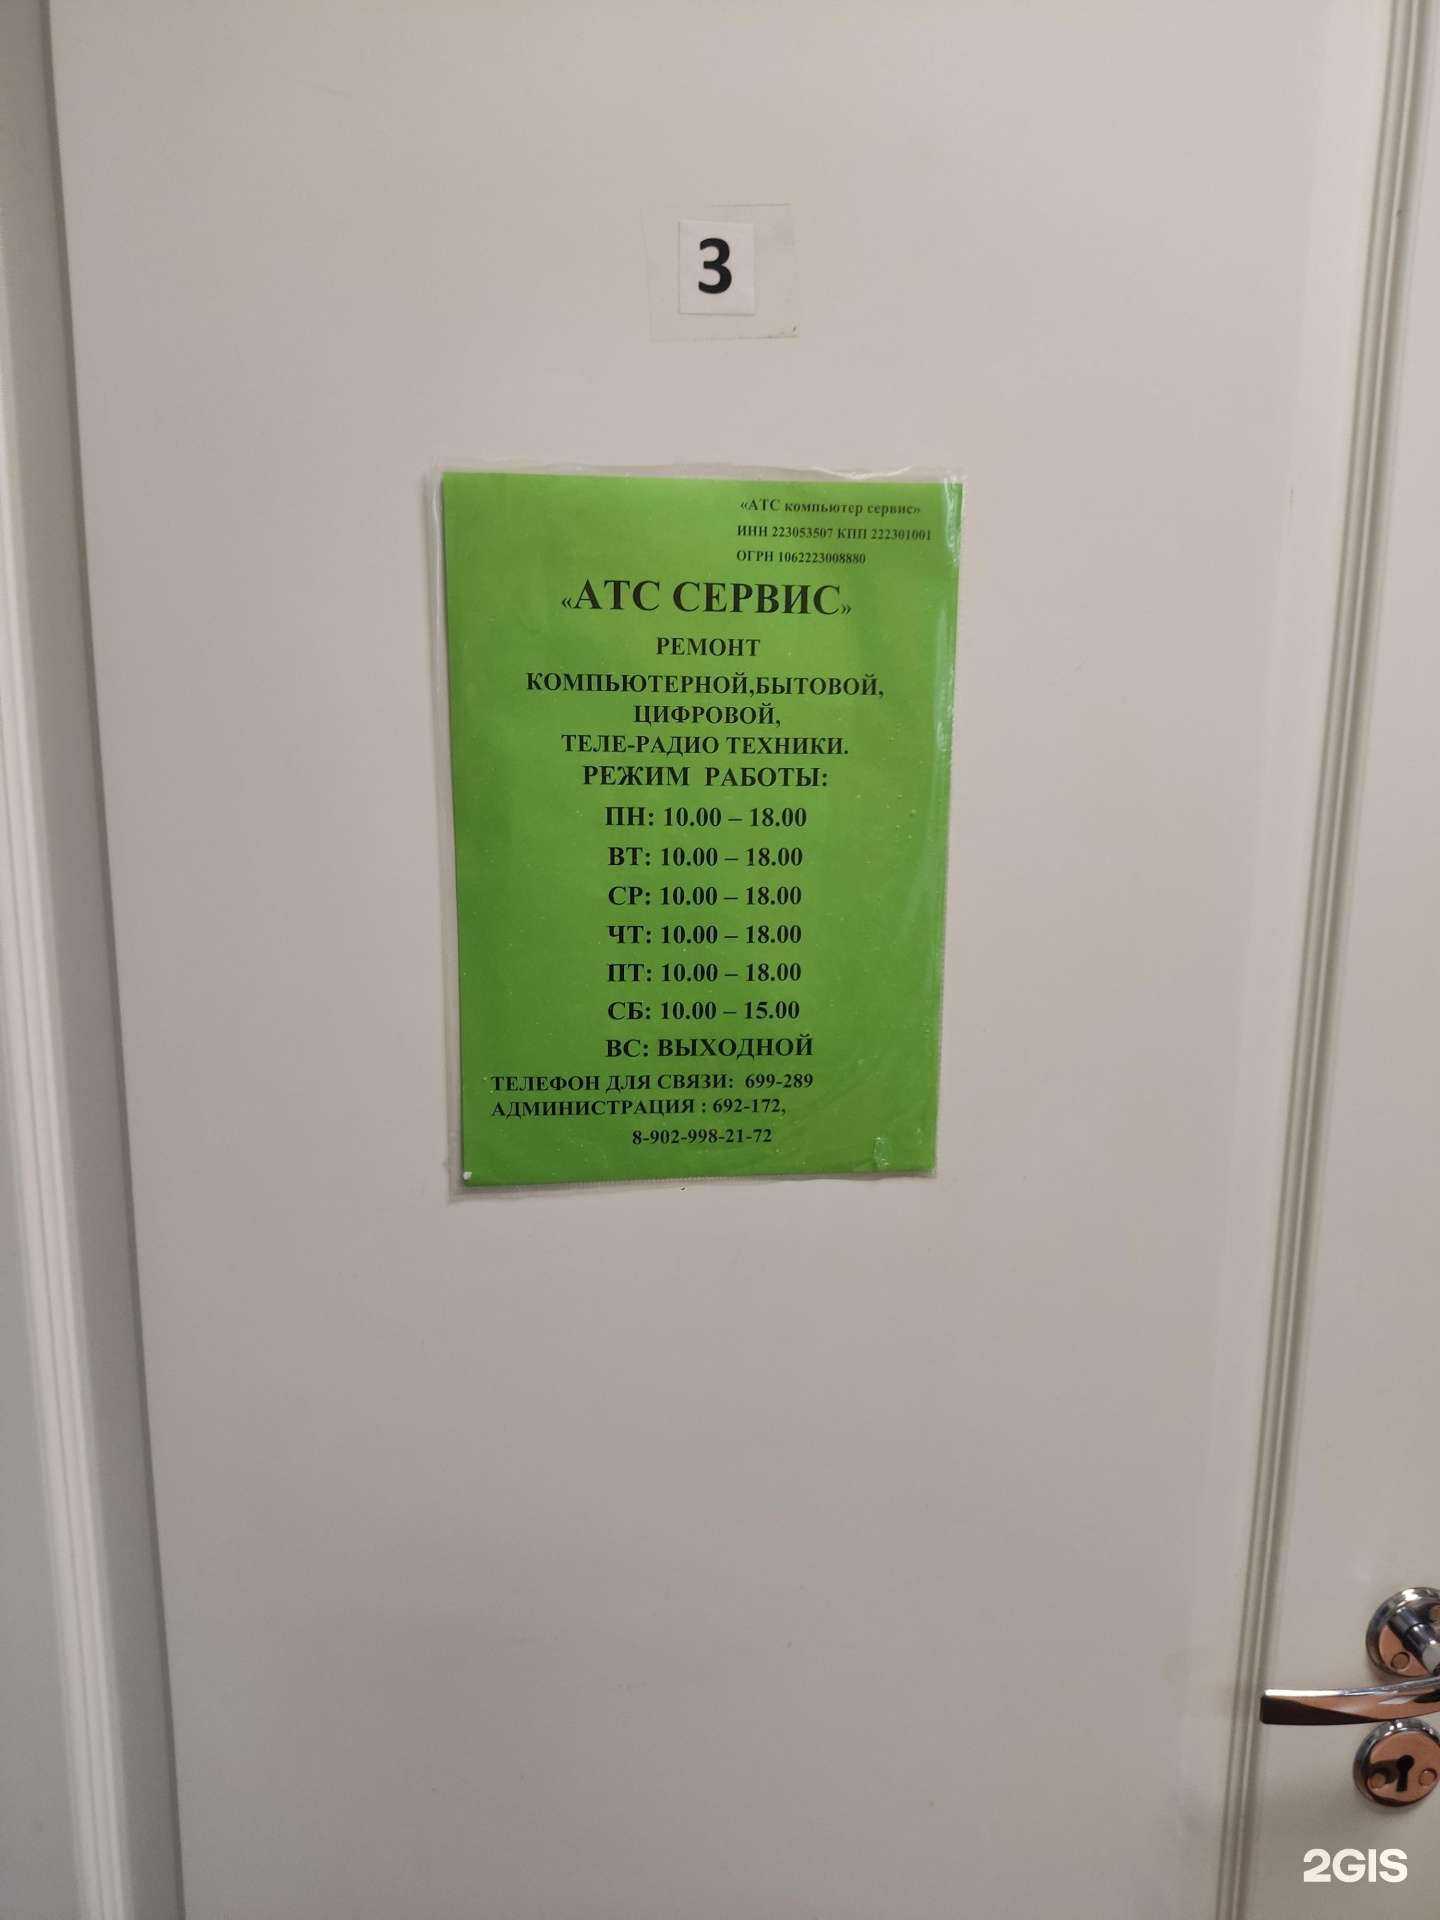 3
«АТС компьютер сервис»
ИНН 223053507 КПП 222301001
ОГРН 1062223008880
«АТС СЕРВИС»
РЕМОНТ
КОМПЬЮТЕРНОЙ,БЫТОВОЙ,
ЦИФРОВОЙ,
ТЕЛЕ-РАДИО ТЕХНИКИ.
РЕЖИМ РАБОТЫ:
ПН: 10.00 – 18.00
ВТ: 10.00 – 18.00
СР: 10.00 – 18.00
ЧТ: 10.00 – 18.00
ПТ: 10.00 – 18.00
СБ: 10.00 – 15.00
ВС: ВЫХОДНОЙ
ТЕЛЕФОН ДЛЯ СВЯЗИ: 699-289
АДМИНИСТРАЦИЯ : 692-172,
8-902-998-21-72
2GIS